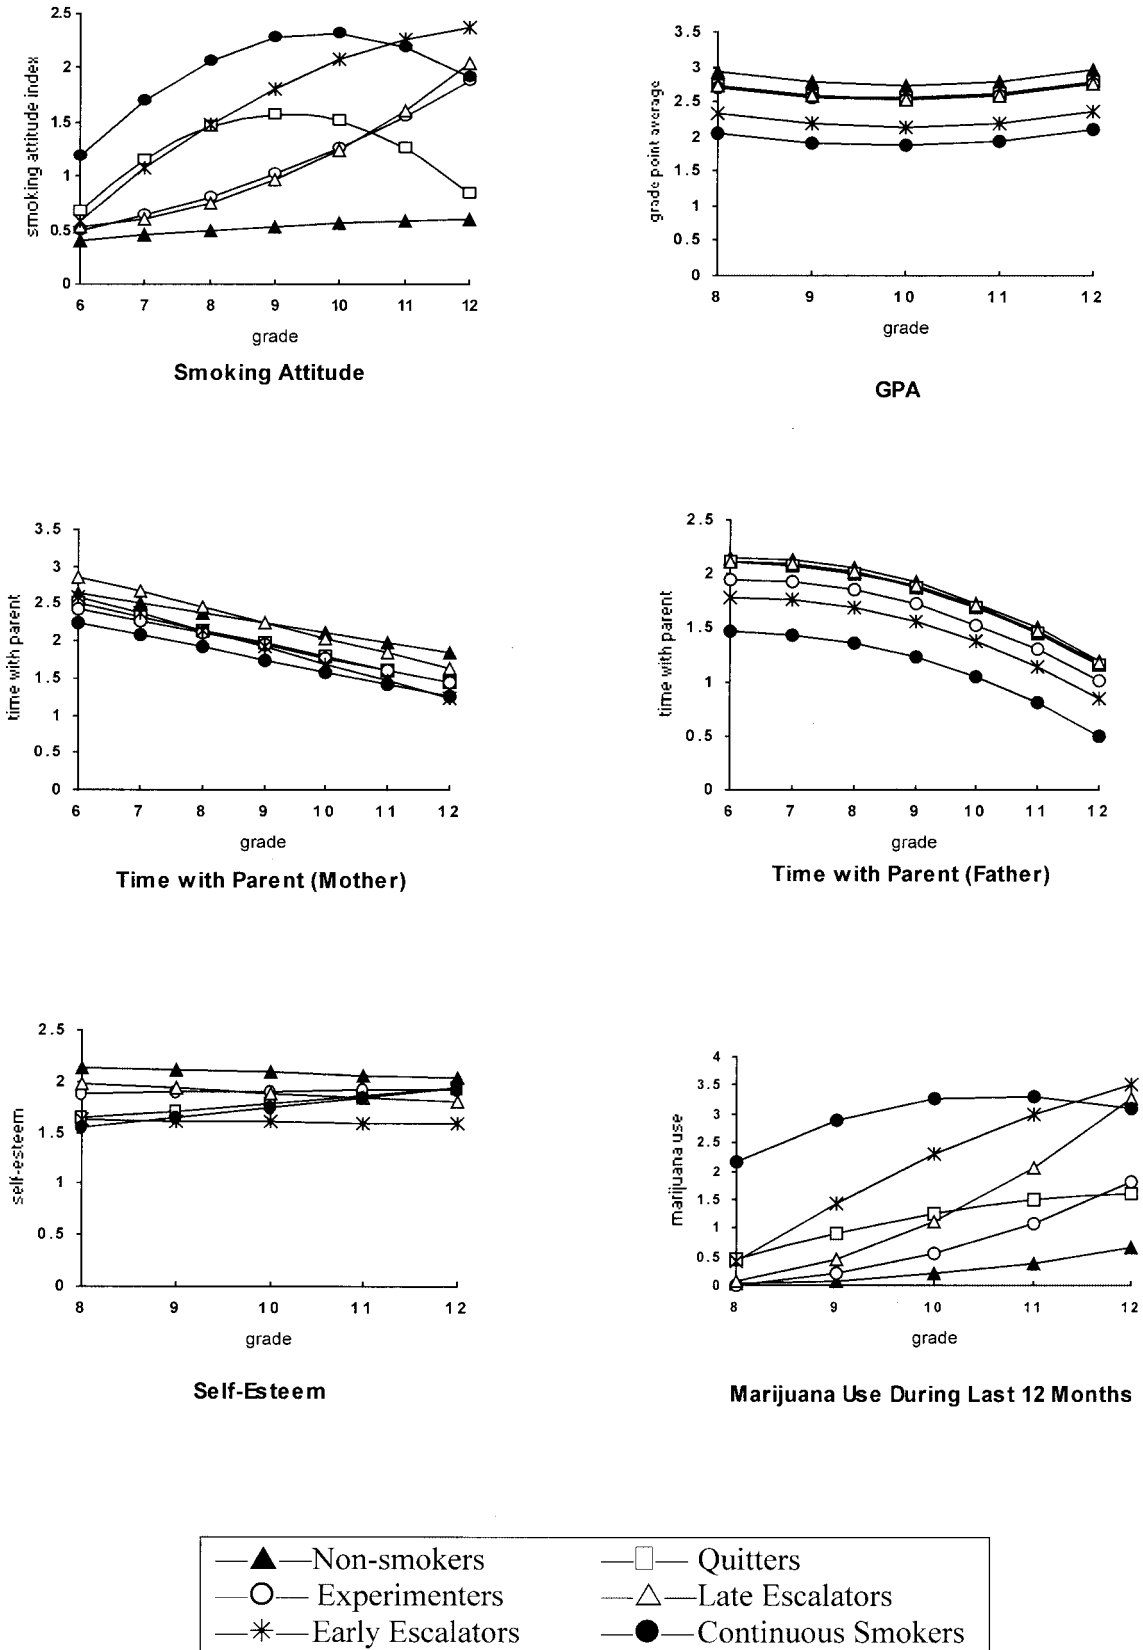 2.5
2
1.5
1
0.5
0
smoking attitude index
6 7 8 9 10 11 12
grade
Smoking Attitude
3.5
3
2.5
2
1.5
1
0.5
0
grade point average
8 9 10 11 12
grade
GPA
3.5
3
2.5
2
1.5
1
0.5
0
time with parent
6 7 8 9 10 11 12
grade
Time with Parent (Mother)
2.5
2
1.5
1
0.5
0
time with parent
6 7 8 9 10 11 12
grade
Time with Parent (Father)
2.5
2
1.5
1
0.5
0
self-esteem
8 9 10 11 12
grade
Self-Esteem
4
3.5
3
2.5
2
1.5
1
0.5
0
marijuana use
8 9 10 11 12
grade
Marijuana Use During Last 12 Months
Non-smokers Quitters
Experimenters Late Escalators
Early Escalators Continuous Smokers